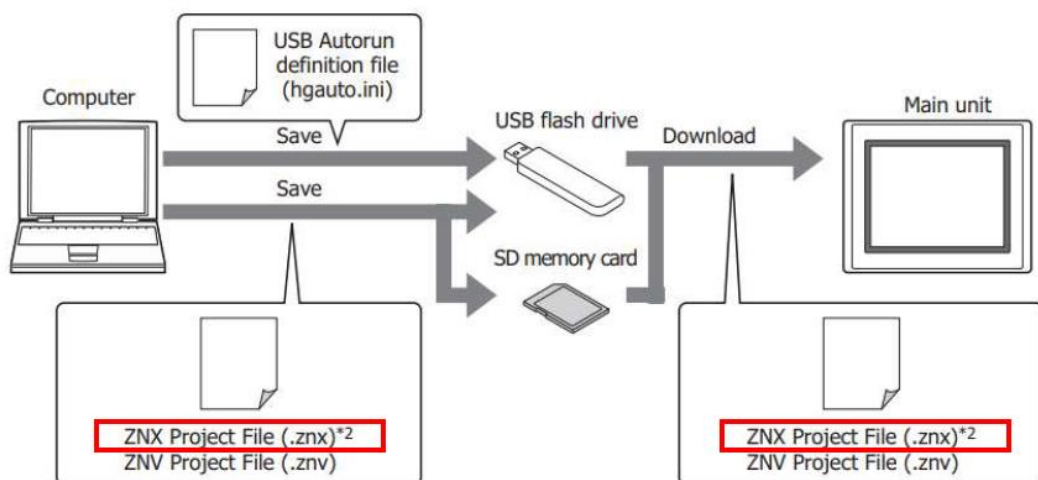 USB Autorun
definition file
(hgauto.ini)
Computer
Save
USB flash drive
Download
Main unit
Save
SD memory card
ZNX Project File (.znx)*2
ZNV Project File (.znv)
ZNX Project File (.znx)*2
ZNV Project File (.znv)